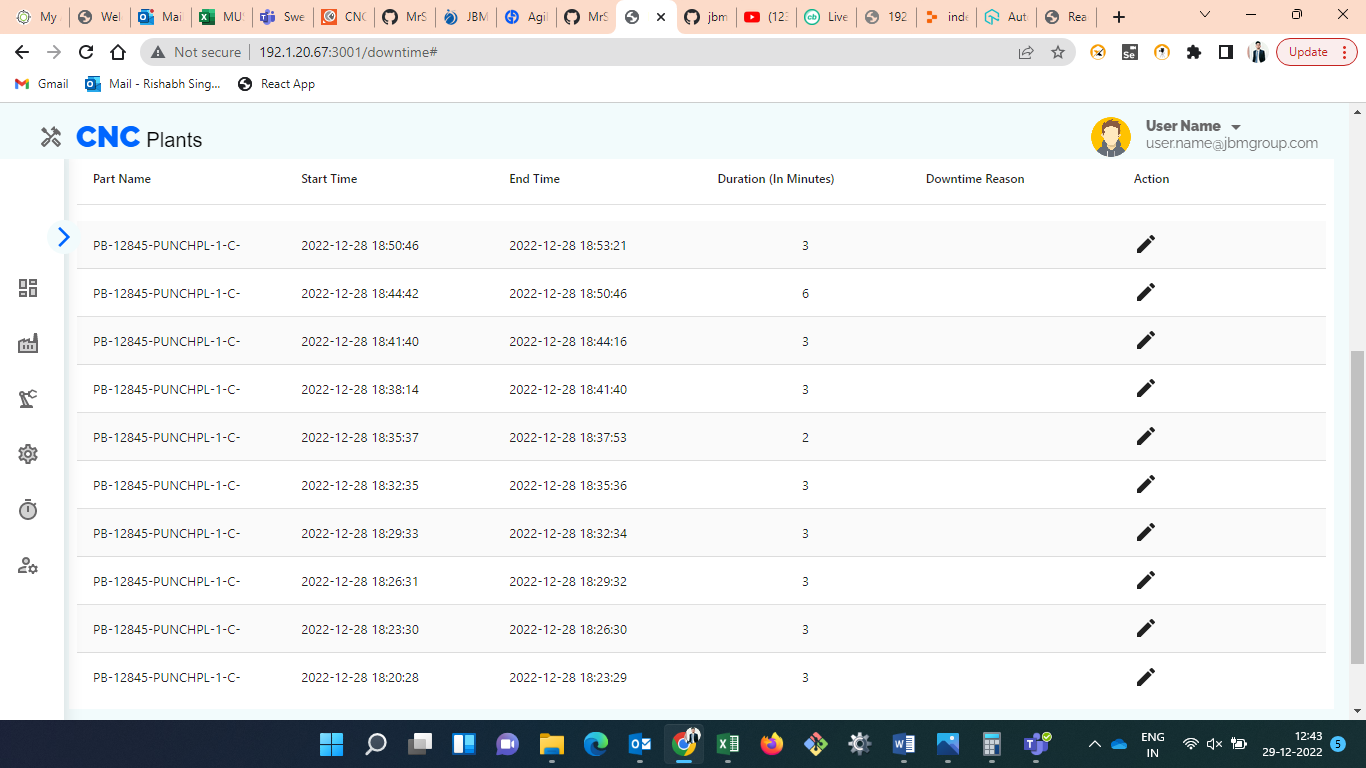 My
Wel
Mai
MU
Swe
CNC
MrS
JBM
Agil
MrS
jbm
(123
Live
192
inde
Aut
Rea
Not secure
192.1.20.67:3001/downtime#
Se
Update
Gmail
Mail - Rishabh Sing...
React App
CNC Plants
User Name
user.name@jbmgroup.com
Part Name Start Time End Time Duration (In Minutes) Downtime Reason Action
PB-12845-PUNCHPL-1-C- 2022-12-28 18:50:46 2022-12-28 18:53:21 3
PB-12845-PUNCHPL-1-C- 2022-12-28 18:44:42 2022-12-28 18:50:46 6
PB-12845-PUNCHPL-1-C- 2022-12-28 18:41:40 2022-12-28 18:44:16 3
PB-12845-PUNCHPL-1-C- 2022-12-28 18:38:14 2022-12-28 18:41:40 3
PB-12845-PUNCHPL-1-C- 2022-12-28 18:35:37 2022-12-28 18:37:53 2
PB-12845-PUNCHPL-1-C- 2022-12-28 18:32:35 2022-12-28 18:35:36 3
PB-12845-PUNCHPL-1-C- 2022-12-28 18:29:33 2022-12-28 18:32:34 3
PB-12845-PUNCHPL-1-C- 2022-12-28 18:26:31 2022-12-28 18:29:32 3
PB-12845-PUNCHPL-1-C- 2022-12-28 18:23:30 2022-12-28 18:26:30 3
PB-12845-PUNCHPL-1-C- 2022-12-28 18:20:28 2022-12-28 18:23:29 3
ENG
IN
12:43
29-12-2022
5